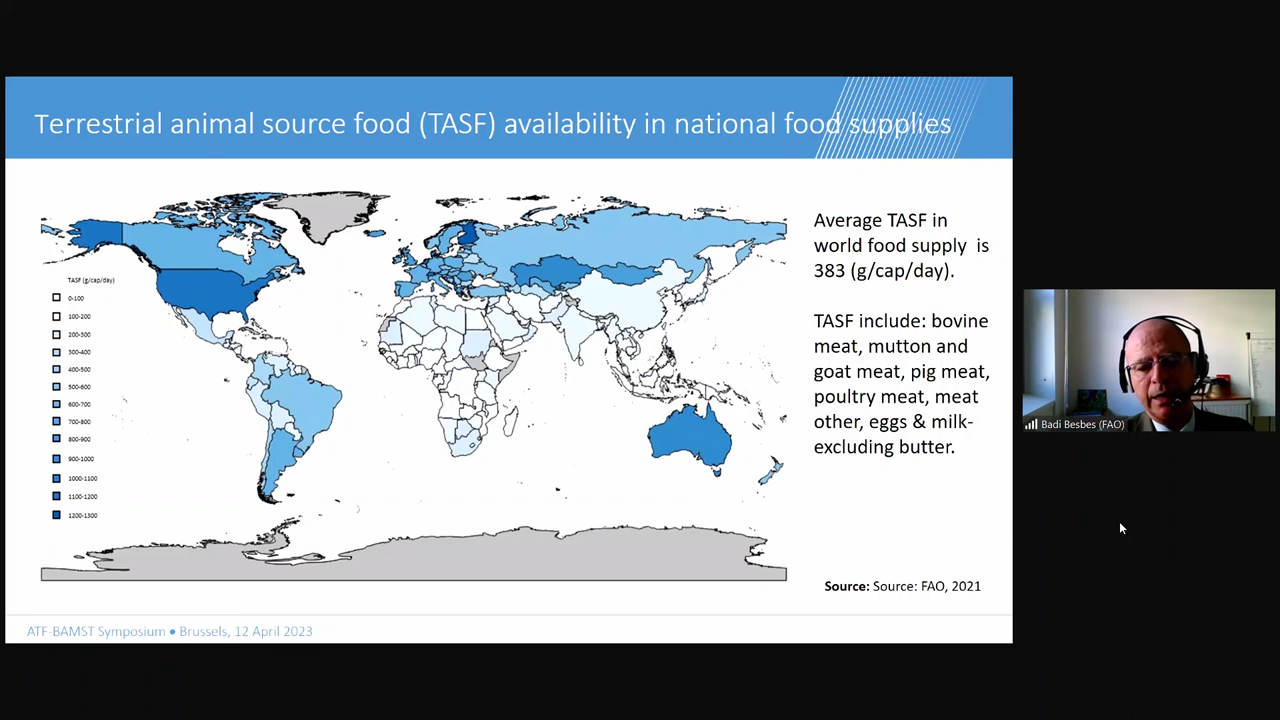 Terrestrial animal source food (TASF) availability in national food supplies
TASF (g/cap/day)
0-100
100-200
200-300
300-400
400-500
500-600
600-700
700-800
800-900
900-1000
1000-1100
1100-1200
1200-1300
Average TASF in
world food supply is
383 (g/cap/day).
TASF include: bovine
meat, mutton and
goat meat, pig meat,
poultry meat, meat
other, eggs & milk-
excluding butter.
Source: Source: FAO, 2021
ATF-BAMST Symposium • Brussels, 12 April 2023
Badi Besbes (FAO)